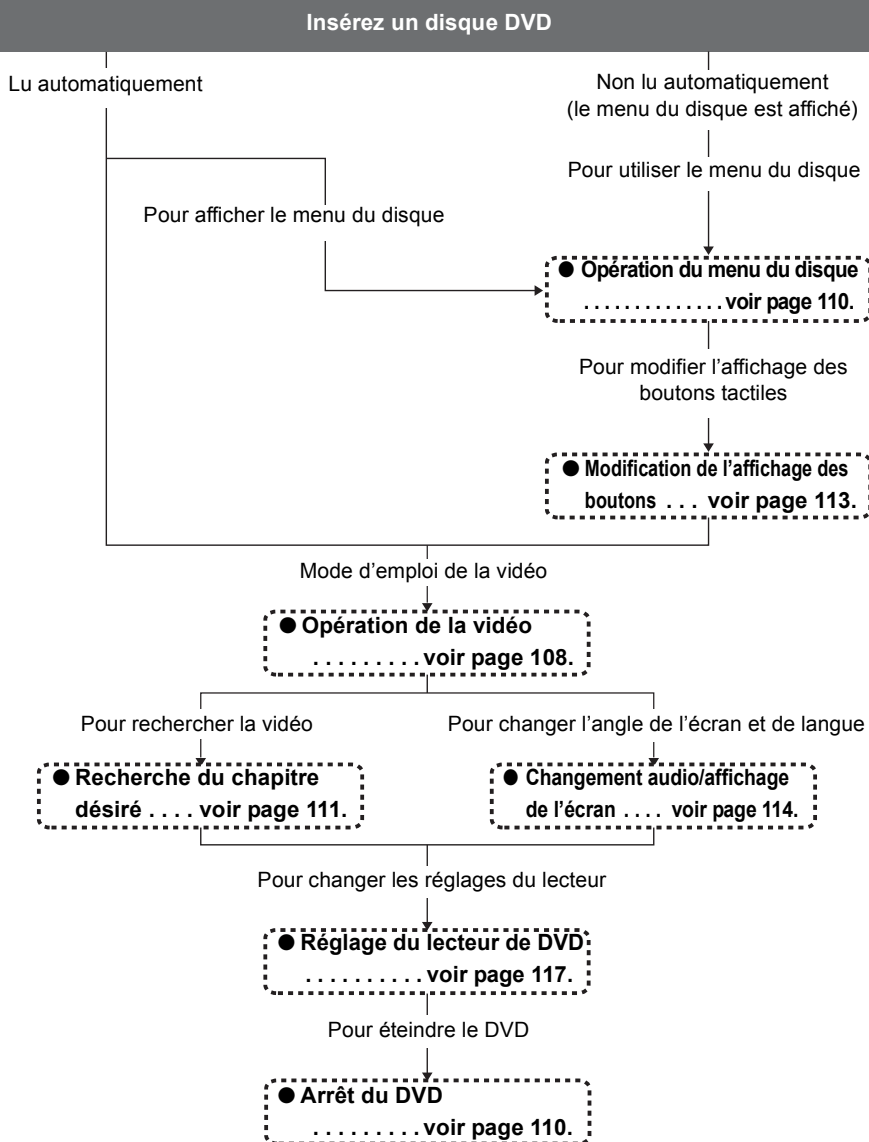 Insérez un disque DVD
Lu automatiquement
Non lu automatiquement
(le menu du disque est affiché)
Pour utiliser le menu du disque
Pour afficher le menu du disque
● Opération du menu du disque
. . . . . . . . . . . . . . voir page 110.
Pour modifier l’affichage des
boutons tactiles
● Modification de l’affichage des
boutons . . . voir page 113.
Mode d’emploi de la vidéo
● Opération de la vidéo
. . . . . . . . . voir page 108.
Pour rechercher la vidéo
Pour changer l’angle de l’écran et de langue
● Recherche du chapitre
désiré . . . . voir page 111.
● Changement audio/affichage
de l’écran . . . . voir page 114.
Pour changer les réglages du lecteur
● Réglage du lecteur de DVD
. . . . . . . . . . voir page 117.
Pour éteindre le DVD
● Arrêt du DVD
. . . . . . . . . voir page 110.